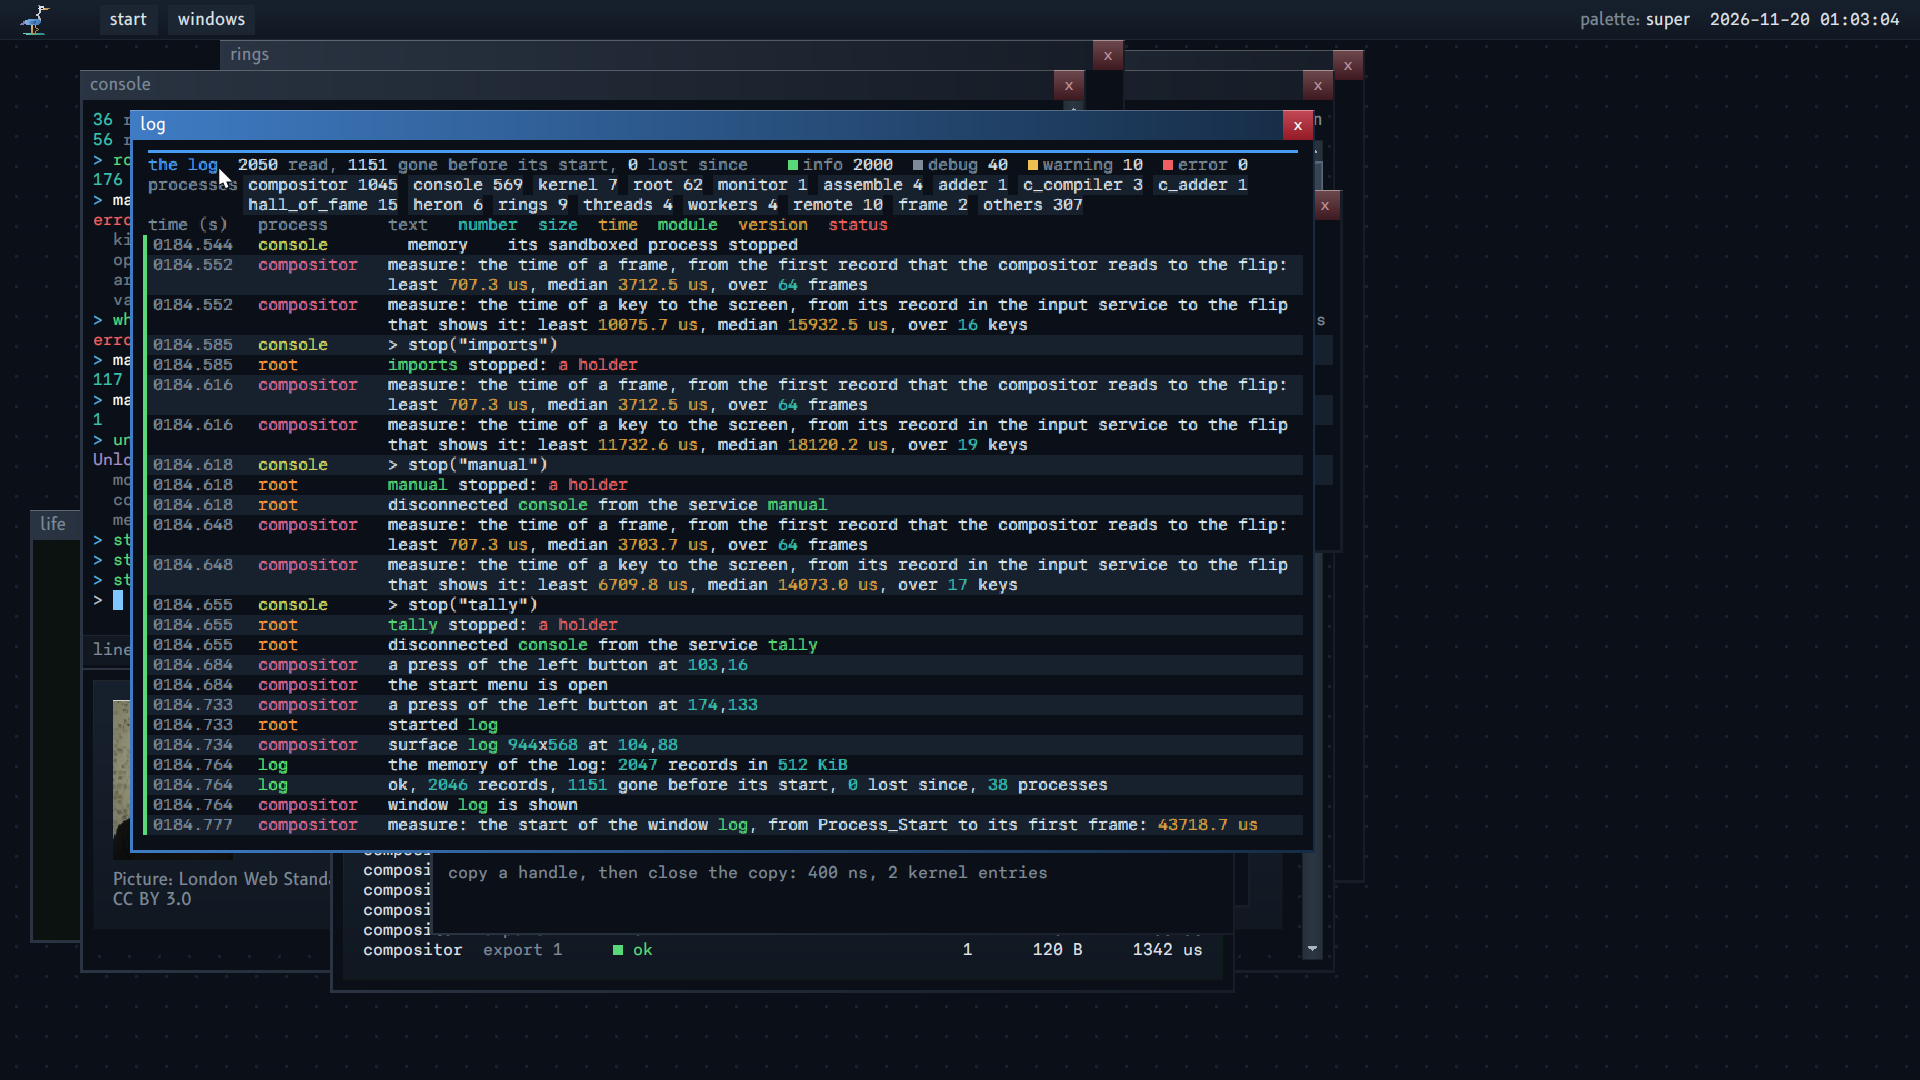 start
windows
palette: super
2026-11-20 01:03:04
rings
x
x
console
x
x
36
56
log
x
the log, 2050 read, 1151 gone before its start, 0 lost since
info 2000 debug 40 warning 10 error 0
processes compositor 1045 console 569 kernel 7 root 62 monitor 1 assemble 4 adder 1 c_compiler 3 c_adder 1
hall_of_fame 15 heron 6 rings 9 threads 4 workers 4 remote 10 frame 2 others 307
time (s) process text number size time module version status
0184.544 console memory its sandboxed process stopped
0184.552 compositor measure: the time of a frame, from the first record that the compositor reads to the flip:
least 707.3 us, median 3712.5 us, over 64 frames
0184.552 compositor measure: the time of a key to the screen, from its record in the input service to the flip
that shows it: least 10075.7 us, median 15932.5 us, over 16 keys
0184.585 console > stop("imports")
0184.585 root imports stopped: a holder
0184.616 compositor measure: the time of a frame, from the first record that the compositor reads to the flip:
least 707.3 us, median 3712.5 us, over 64 frames
0184.616 compositor measure: the time of a key to the screen, from its record in the input service to the flip
that shows it: least 11732.6 us, median 18120.2 us, over 19 keys
0184.618 console > stop("manual")
0184.618 root manual stopped: a holder
0184.618 root disconnected console from the service manual
0184.648 compositor measure: the time of a frame, from the first record that the compositor reads to the flip:
least 707.3 us, median 3703.7 us, over 64 frames
0184.648 compositor measure: the time of a key to the screen, from its record in the input service to the flip
that shows it: least 6709.8 us, median 14073.0 us, over 17 keys
0184.655 console > stop("tally")
0184.655 root tally stopped: a holder
0184.655 root disconnected console from the service tally
0184.684 compositor a press of the left button at 103,16
0184.684 compositor the start menu is open
0184.733 compositor a press of the left button at 174,133
0184.733 root started log
0184.734 compositor surface log 944x568 at 104,88
0184.764 log the memory of the log: 2047 records in 512 KiB
0184.764 log ok, 2046 records, 1151 gone before its start, 0 lost since, 38 processes
0184.764 compositor window log is shown
0184.777 compositor measure: the start of the window log, from Process_Start to its first frame: 43718.7 us
176
117
1
>
x
life
Picture: London Web Stand
CC BY 3.0
copy a handle, then close the copy: 400 ns, 2 kernel entries
compositor export 1 ok 1 120 B 1342 us